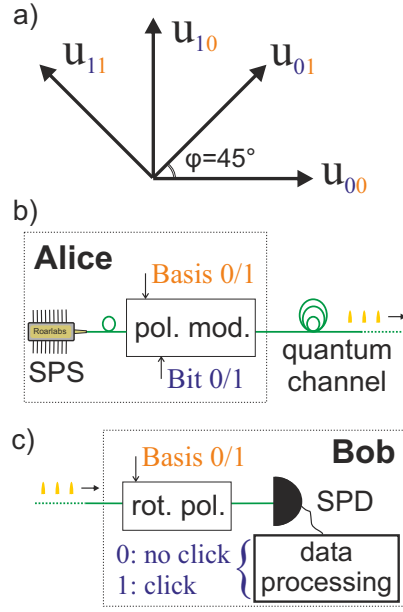 a)
u₁₁
u₁₀
u₀₁
φ=45°
u₀₀
b)
Alice
Basis 0/1
Roarlabs
pol. mod.
SPS
Bit 0/1
quantum
channel
c)
Bob
Basis 0/1
rot. pol.
SPD
0: no click
1: click
data
processing